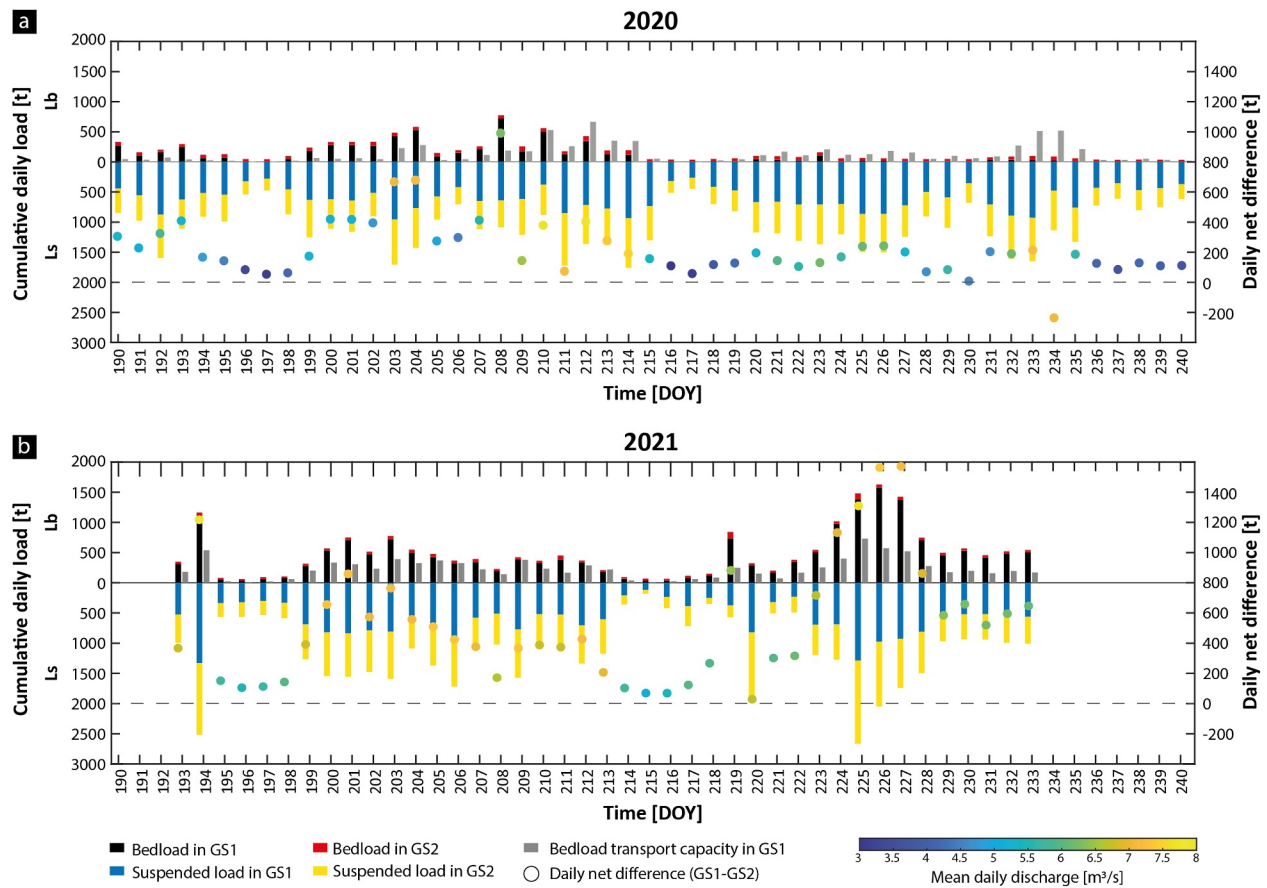 a
2020
2000
1500
1000
500
0
500
1000
1500
2000
2500
3000
Cumulative daily load [t]
Lb
Ls
1400
1200
1000
800
600
400
200
0
-200
Daily net difference [t]
190 191 192 193 194 195 196 197 198 199 200 201 202 203 204 205 206 207 208 209 210 211 212 213 214 215 216 217 218 219 220 221 222 223 224 225 226 227 228 229 230 231 232 233 234 235 236 237 238 239 240
Time [DOY]
b
2021
2000
1500
1000
500
0
500
1000
1500
2000
2500
3000
Cumulative daily load [t]
Lb
Ls
1400
1200
1000
800
600
400
200
0
-200
Daily net difference [t]
190 191 192 193 194 195 196 197 198 199 200 201 202 203 204 205 206 207 208 209 210 211 212 213 214 215 216 217 218 219 220 221 222 223 224 225 226 227 228 229 230 231 232 233 235 236 237 238 239 240
Time [DOY]
Bedload in GS1
Suspended load in GS1
Bedload in GS2
Suspended load in GS2
Bedload transport capacity in GS1
Daily net difference (GS1-GS2)
3 3.5 4 4.5 5 5.5 6 6.5 7 7.5 8
Mean daily discharge [m³/s]